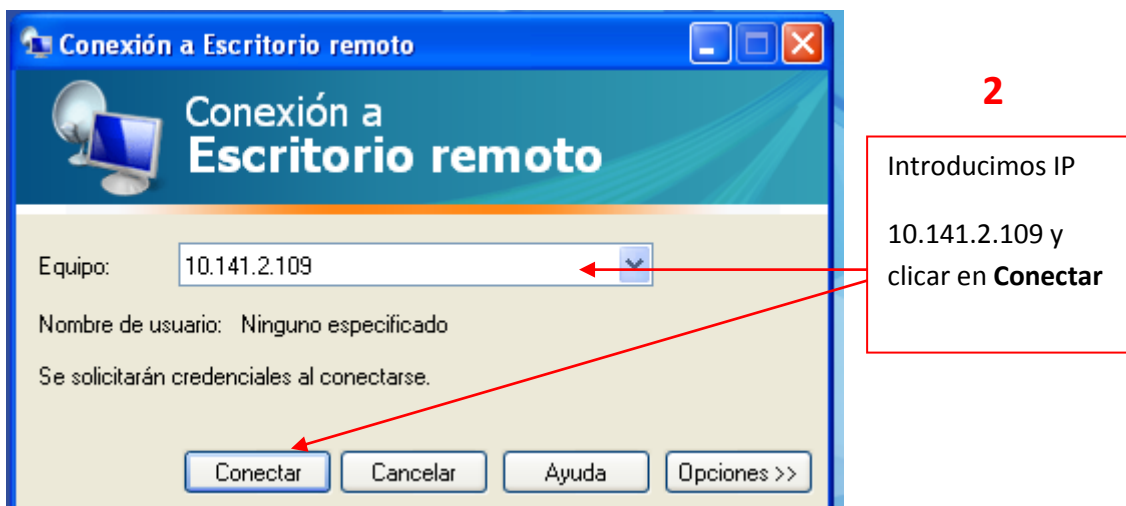 Conexión a Escritorio remoto
Conexión a
Escritorio remoto
Equipo: 10.141.2.109
Nombre de usuario: Ninguno especificado
Se solicitarán credenciales al conectarse.
Conectar Cancelar Ayuda Opciones >>
2
Introducimos IP
10.141.2.109 y
clicar en Conectar